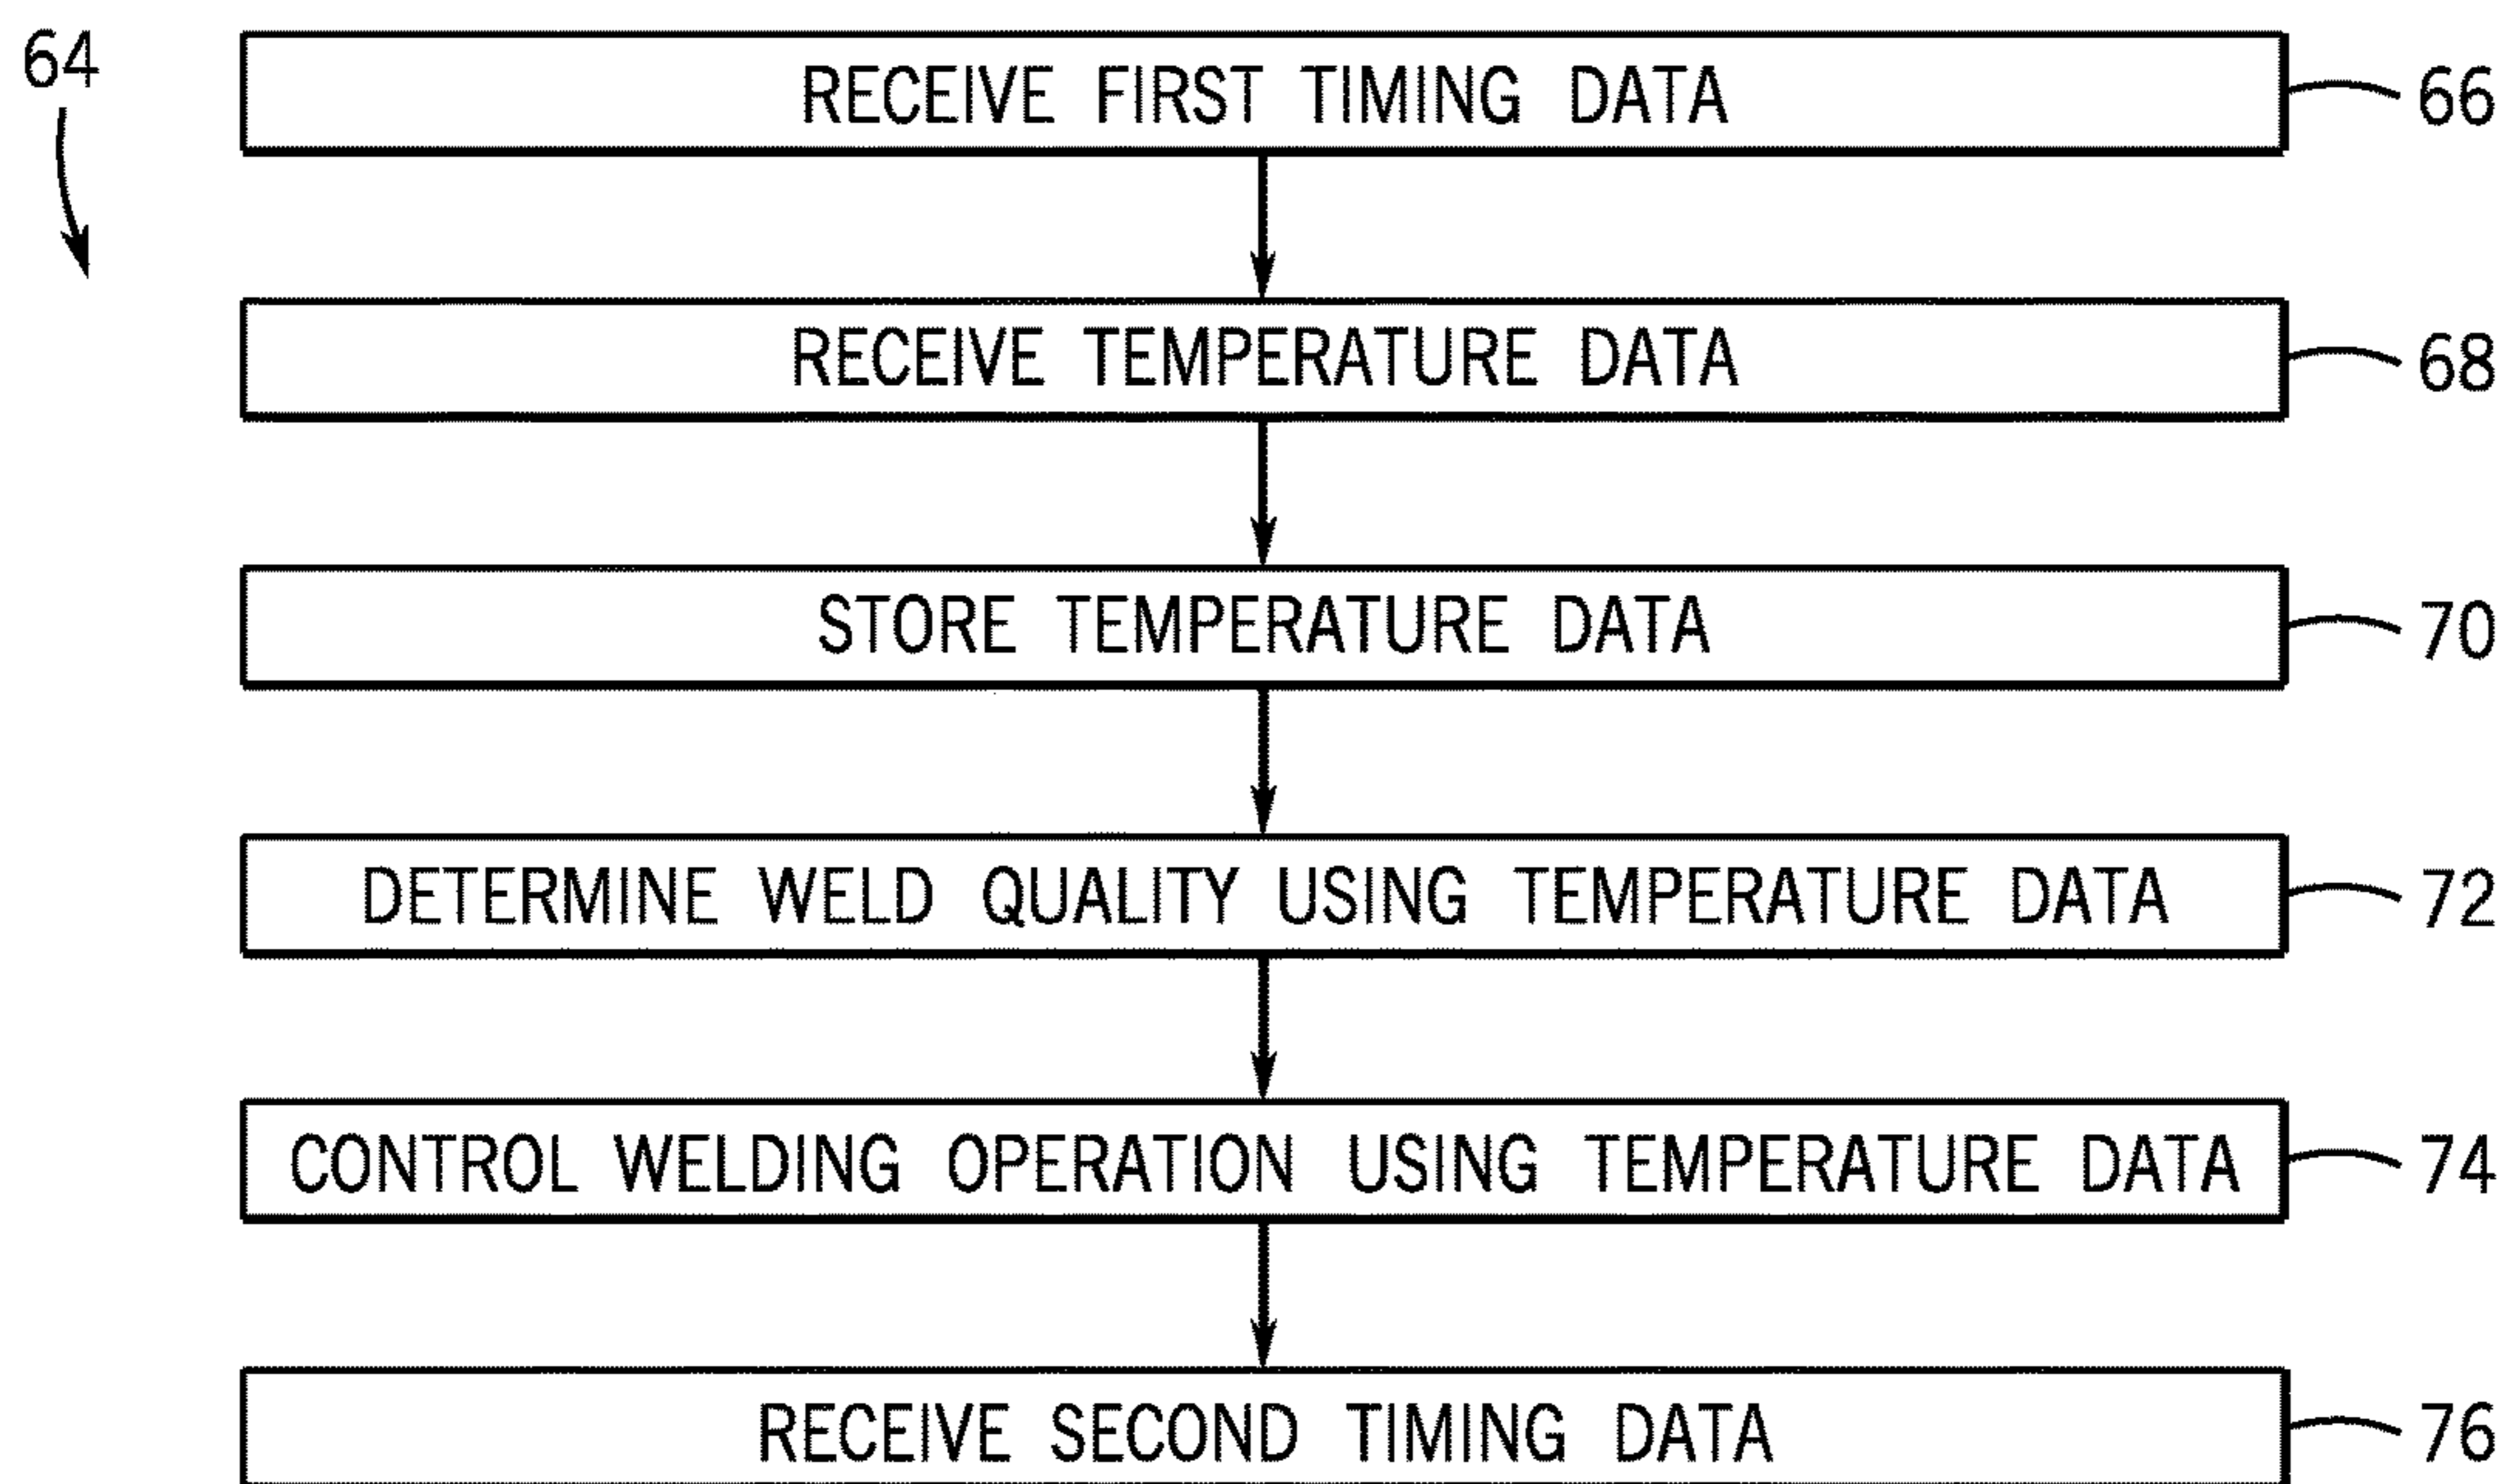 64
RECEIVE FIRST TIMING DATA
66
RECEIVE TEMPERATURE DATA
68
STORE TEMPERATURE DATA
70
DETERMINE WELD QUALITY USING TEMPERATURE DATA
72
CONTROL WELDING OPERATION USING TEMPERATURE DATA
74
RECEIVE SECOND TIMING DATA
76